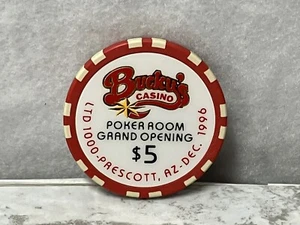 Bucky's
CASINO
POKER ROOM
GRAND OPENING
$5
LTD 1000-PRESCOTT, AZ-DEC. 1996